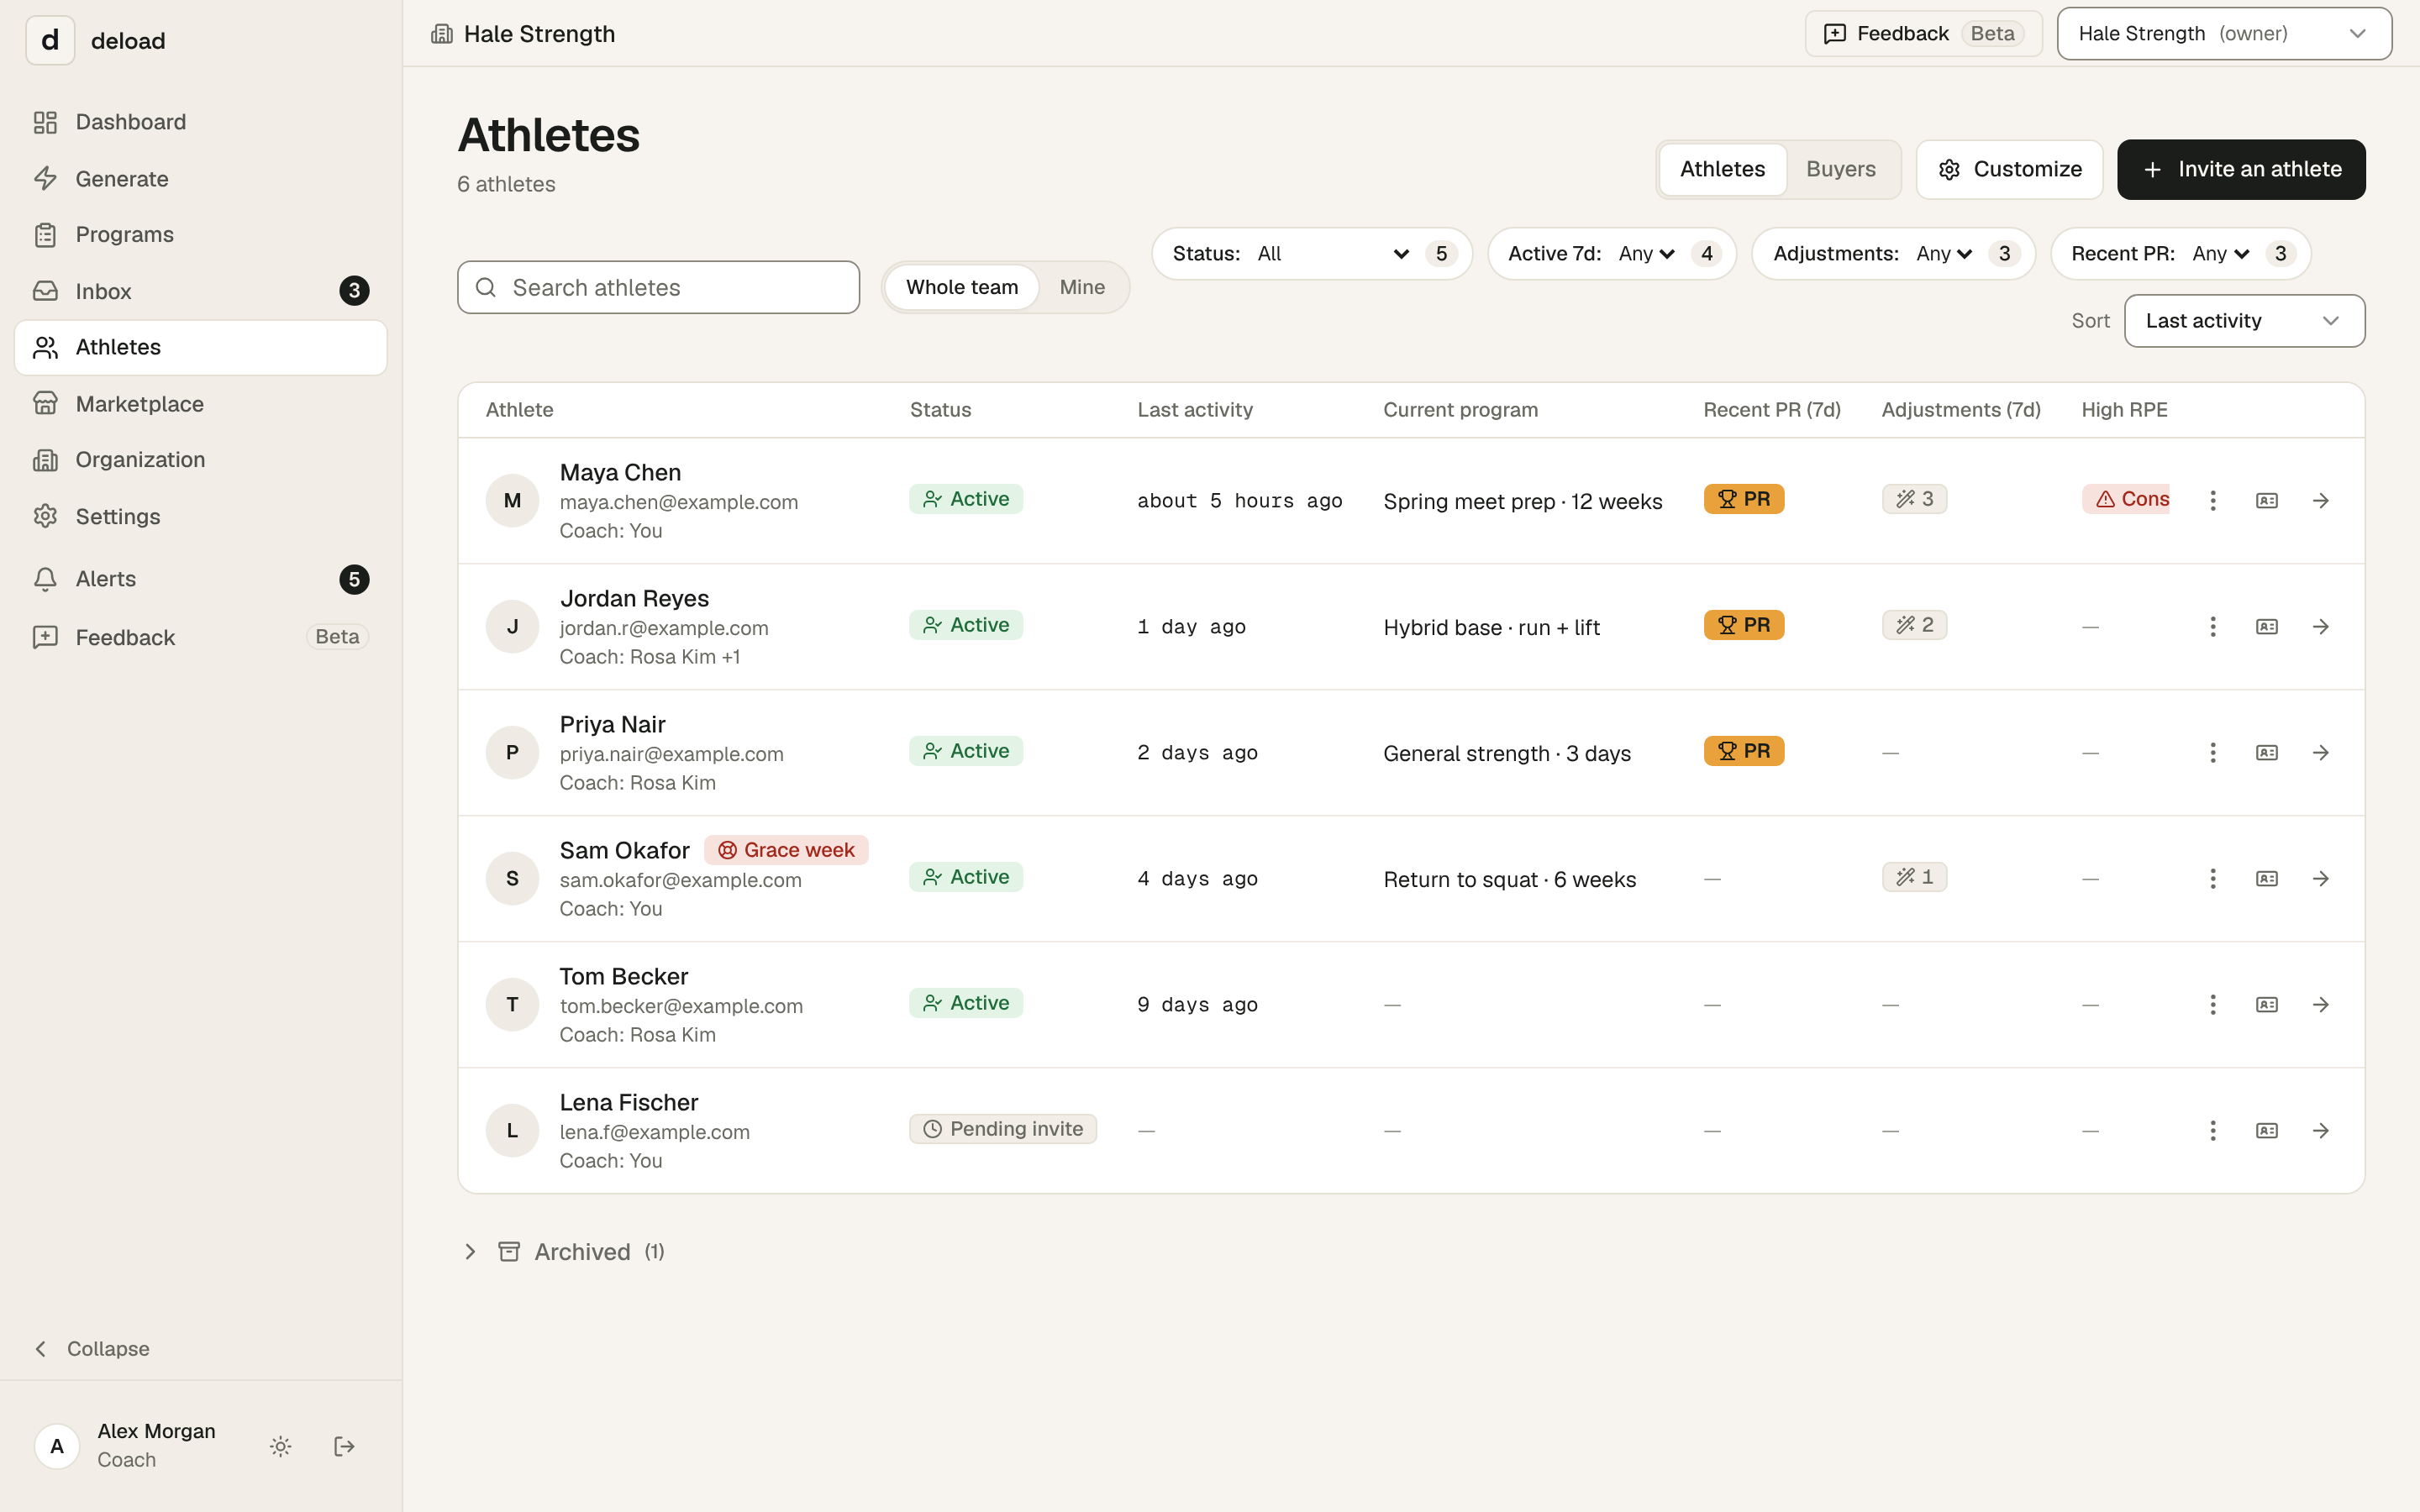 d deload
Dashboard
Generate
Programs
Inbox 3
Athletes
Marketplace
Organization
Settings
Alerts 5
Feedback Beta
Collapse
A Alex Morgan
Coach
Hale Strength
Feedback Beta
Hale Strength (owner)
Athletes
6 athletes
Athletes Buyers
Customize
+ Invite an athlete
Search athletes
Whole team Mine
Status: All 5
Active 7d: Any 4
Adjustments: Any 3
Recent PR: Any 3
Sort Last activity
Athlete Status Last activity Current program Recent PR (7d) Adjustments (7d) High RPE
M Maya Chen
maya.chen@example.com
Coach: You
Active about 5 hours ago Spring meet prep · 12 weeks PR 3 Cons
J Jordan Reyes
jordan.r@example.com
Coach: Rosa Kim +1
Active 1 day ago Hybrid base · run + lift PR 2 —
P Priya Nair
priya.nair@example.com
Coach: Rosa Kim
Active 2 days ago General strength · 3 days PR — —
S Sam Okafor Grace week
sam.okafor@example.com
Coach: You
Active 4 days ago Return to squat · 6 weeks — 1 —
T Tom Becker
tom.becker@example.com
Coach: Rosa Kim
Active 9 days ago — — — —
L Lena Fischer
lena.f@example.com
Coach: You
Pending invite — — — — —
Archived (1)